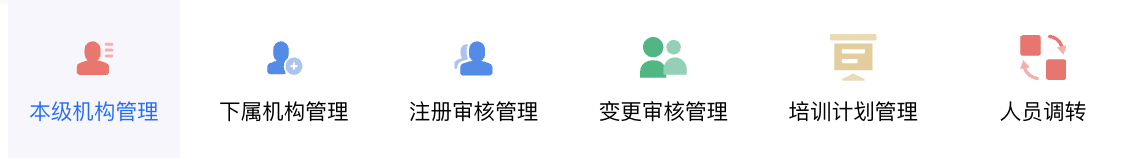 本级机构管理
下属机构管理
注册审核管理
变更审核管理
培训计划管理
人员调转